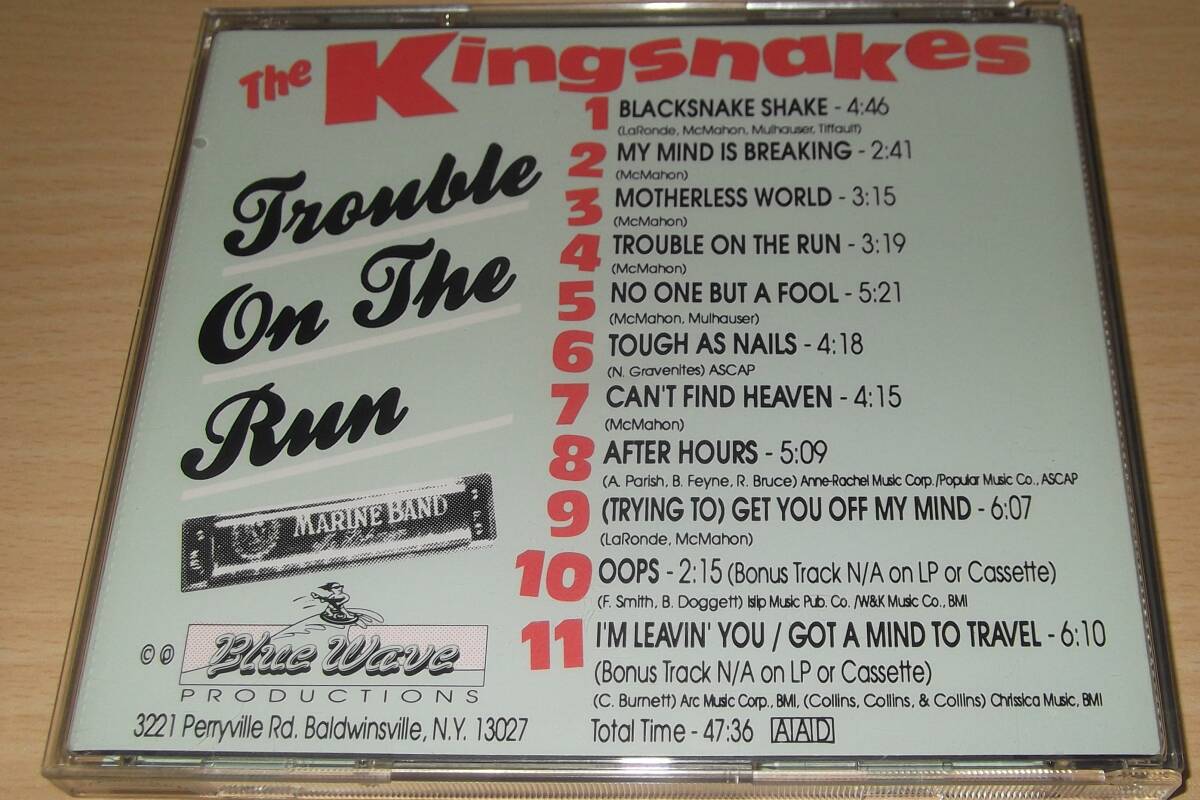 The Kingsnakes
Trouble
On The
Run
1 BLACKSNAKE SHAKE - 4:46
(LaRonde, McMahon, Mulhauser, Tiffault)
2 MY MIND IS BREAKING - 2:41
(McMahon)
3 MOTHERLESS WORLD - 3:15
(McMahon)
4 TROUBLE ON THE RUN - 3:19
(McMahon)
5 NO ONE BUT A FOOL - 5:21
(McMahon, Mulhauser)
6 TOUGH AS NAILS - 4:18
(N. Gravenites) ASCAP
7 CAN'T FIND HEAVEN - 4:15
(McMahon)
8 AFTER HOURS - 5:09
(A. Parish, B. Feyne, R. Bruce) Anne-Rachel Music Corp./Popular Music Co., ASCAP
9 (TRYING TO) GET YOU OFF MY MIND - 6:07
(LaRonde, McMahon)
10 OOPS - 2:15 (Bonus Track N/A on LP or Cassette)
(F. Smith, B. Doggett) Islip Music Pub. Co. /W&K Music Co., BMI
11 I'M LEAVIN' YOU / GOT A MIND TO TRAVEL - 6:10
(Bonus Track N/A on LP or Cassette)
(C. Burnett) Arc Music Corp., BMI, (Collins, Collins, & Collins) Chrissica Music, BMI
Total Time - 47:36 AAD
MARINE BAND
© ℗ Blue Wave
PRODUCTIONS
3221 Perryville Rd. Baldwinsville, N.Y. 13027